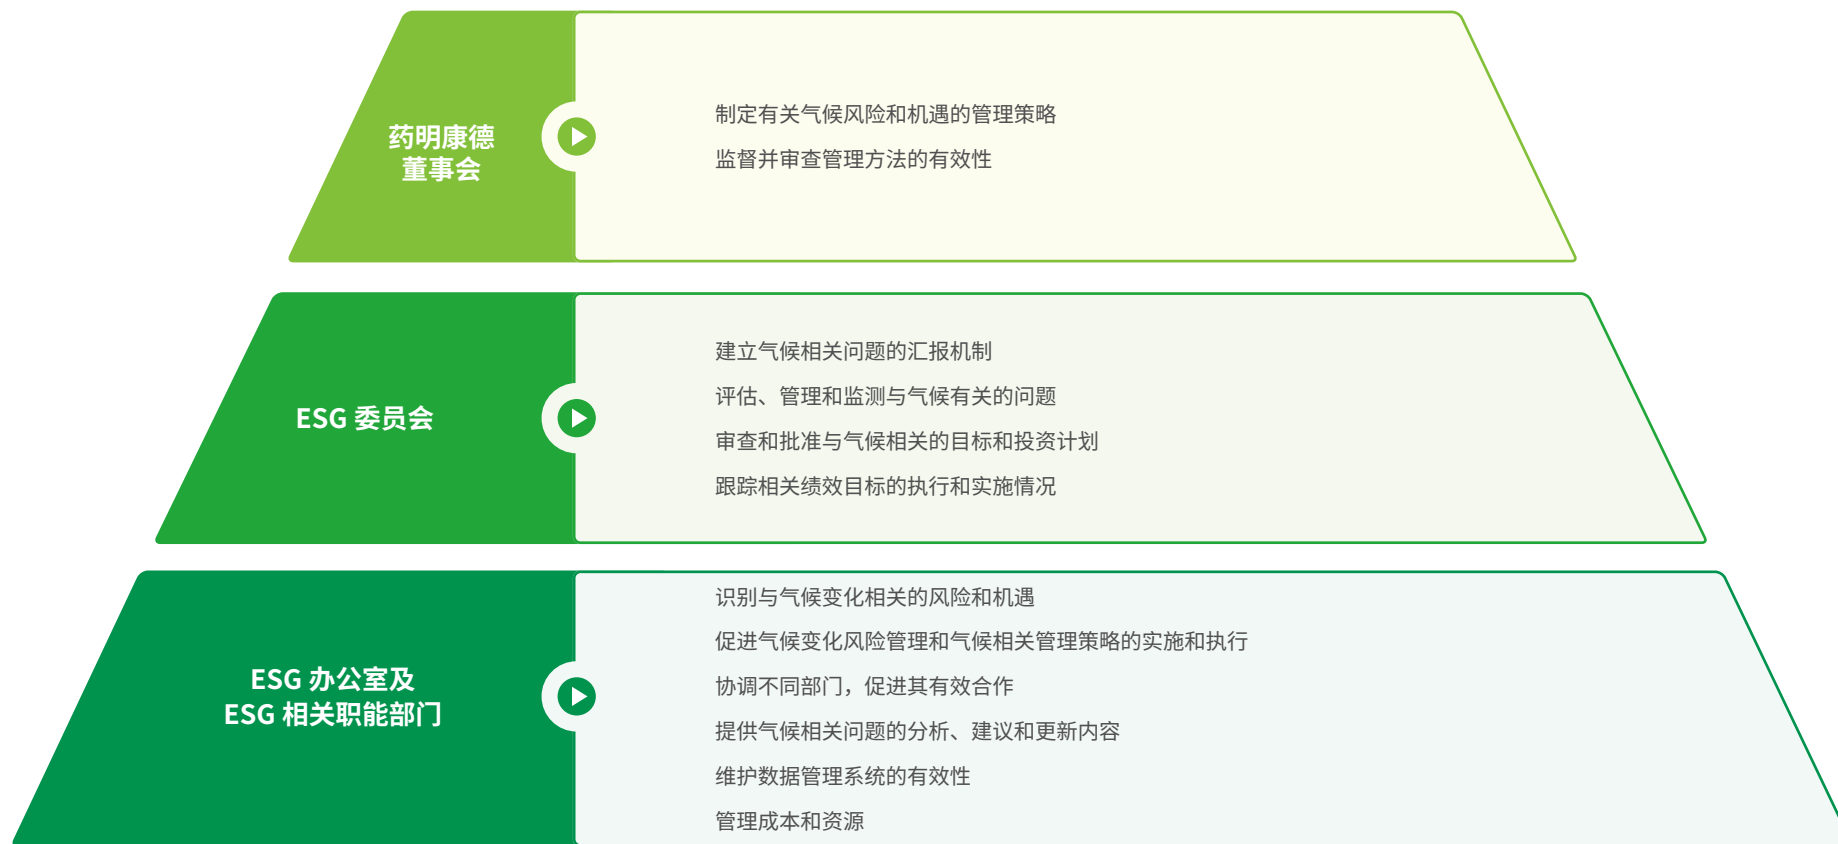 药明康德
董事会
制定有关气候风险和机遇的管理策略
监督并审查管理方法的有效性
ESG 委员会
建立气候相关问题的汇报机制
评估、管理和监测与气候有关的问题
审查和批准与气候相关的目标和投资计划
跟踪相关绩效目标的执行和实施情况
ESG 办公室及
ESG 相关职能部门
识别与气候变化相关的风险和机遇
促进气候变化风险管理和气候相关管理策略的实施和执行
协调不同部门，促进其有效合作
提供气候相关问题的分析、建议和更新内容
维护数据管理系统的有效性
管理成本和资源